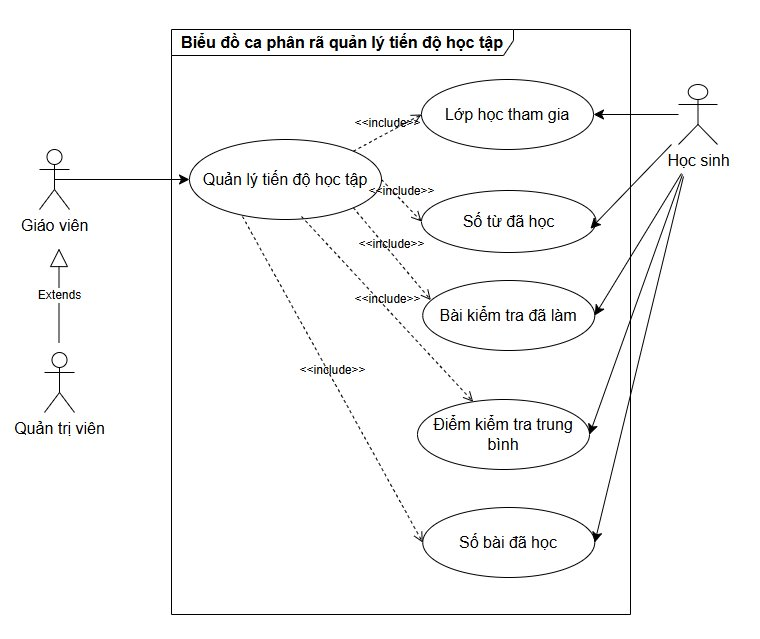 Biểu đồ ca phân rã quản lý tiến độ học tập
Lớp học tham gia
<<include>>
Học sinh
Quản lý tiến độ học tập
<<include>>
Giáo viên
Số từ đã học
<<include>>
Extends
<<include>>
Bài kiểm tra đã làm
<<include>>
Quản trị viên
Điểm kiểm tra trung
bình
Số bài đã học